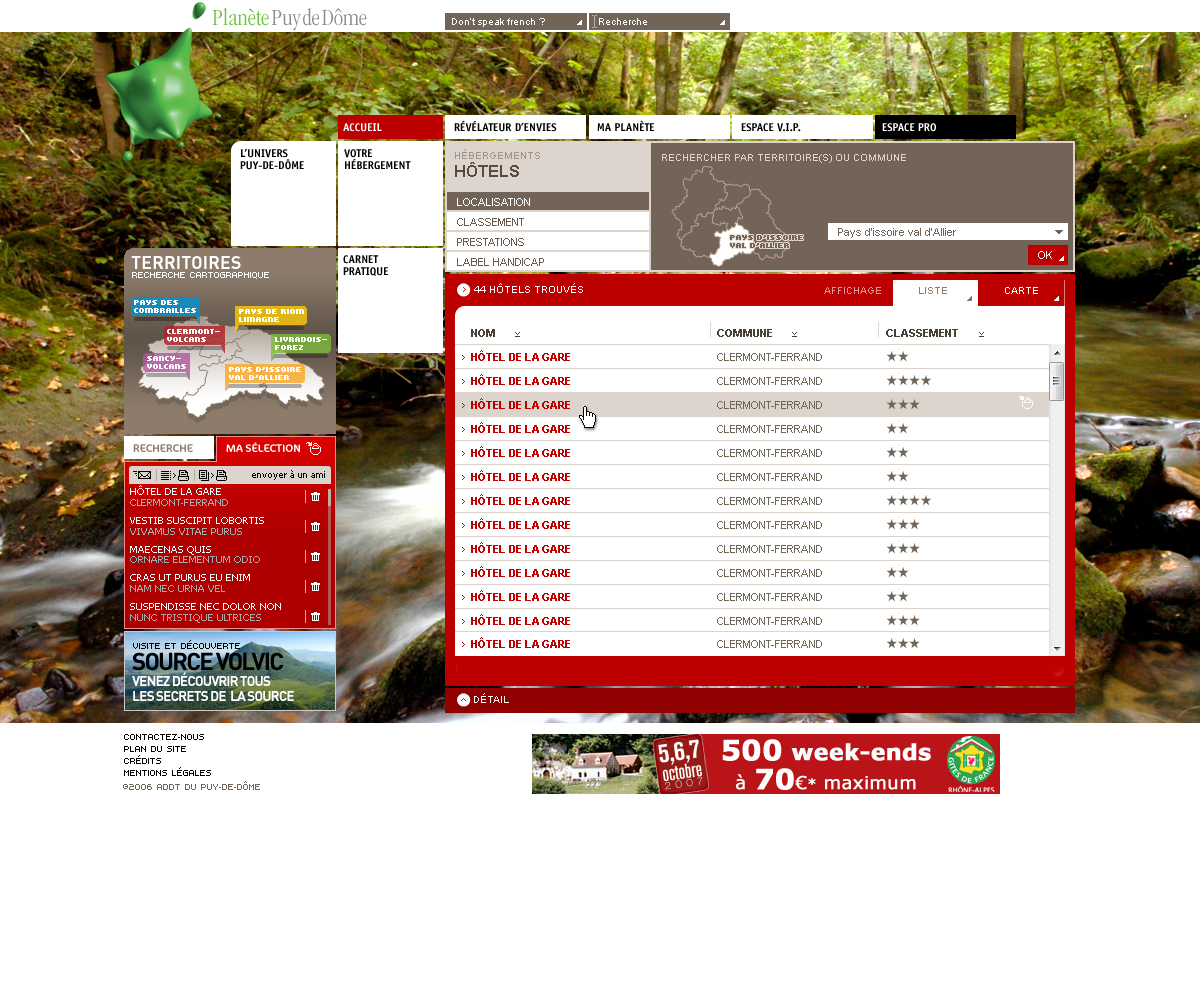 Planète Puy de Dôme
Don't speak french ?
Recherche
ACCUEIL
RÉVÉLATEUR D'ENVIES
MA PLANÈTE
ESPACE V.I.P.
ESPACE PRO
L'UNIVERS
PUY-DE-DÔME
VOTRE
HÉBERGEMENT
CARNET
PRATIQUE
HÉBERGEMENTS
HÔTELS
LOCALISATION
CLASSEMENT
PRESTATIONS
LABEL HANDICAP
RECHERCHER PAR TERRITOIRE(S) OU COMMUNE
PAYS D'ISSOIRE
VAL D'ALLIER
Pays d'issoire val d'Allier
OK
TERRITOIRES
RECHERCHE CARTOGRAPHIQUE
PAYS DES
COMBRAILLES
PAYS DE RIOM
LIMAGNE
CLERMONT-
VOLCANS
LIVRADOIS-
FOREZ
SANCY-
VOLCANS
PAYS D'ISSOIRE
VAL D'ALLIER
RECHERCHE
MA SÉLECTION
envoyer à un ami
HÔTEL DE LA GARE
CLERMONT-FERRAND
VESTIB SUSCIPIT LOBORTIS
VIVAMUS VITAE PURUS
MAECENAS QUIS
ORNARE ELEMENTUM ODIO
CRAS UT PURUS EU ENIM
NAM NEC URNA VEL
SUSPENDISSE NEC DOLOR NON
NUNC TRISTIQUE ULTRICES
VISITE ET DÉCOUVERTE
SOURCE VOLVIC
VENEZ DÉCOUVRIR TOUS
LES SECRETS DE LA SOURCE
44 HÔTELS TROUVÉS
AFFICHAGE
LISTE
CARTE
NOM COMMUNE CLASSEMENT
HÔTEL DE LA GARE CLERMONT-FERRAND ★★
HÔTEL DE LA GARE CLERMONT-FERRAND ★★★★
HÔTEL DE LA GARE CLERMONT-FERRAND ★★★
HÔTEL DE LA GARE CLERMONT-FERRAND ★★
HÔTEL DE LA GARE CLERMONT-FERRAND ★★
HÔTEL DE LA GARE CLERMONT-FERRAND ★★
HÔTEL DE LA GARE CLERMONT-FERRAND ★★★★
HÔTEL DE LA GARE CLERMONT-FERRAND ★★★
HÔTEL DE LA GARE CLERMONT-FERRAND ★★★
HÔTEL DE LA GARE CLERMONT-FERRAND ★★
HÔTEL DE LA GARE CLERMONT-FERRAND ★★
HÔTEL DE LA GARE CLERMONT-FERRAND ★★★
HÔTEL DE LA GARE CLERMONT-FERRAND ★★★
DÉTAIL
CONTACTEZ-NOUS
PLAN DU SITE
CRÉDITS
MENTIONS LÉGALES
©2006 ADDT DU PUY-DE-DÔME
5,6,7
octobre
2007
500 week-ends
à 70€* maximum
GITES DE FRANCE
RHÔNE-ALPES